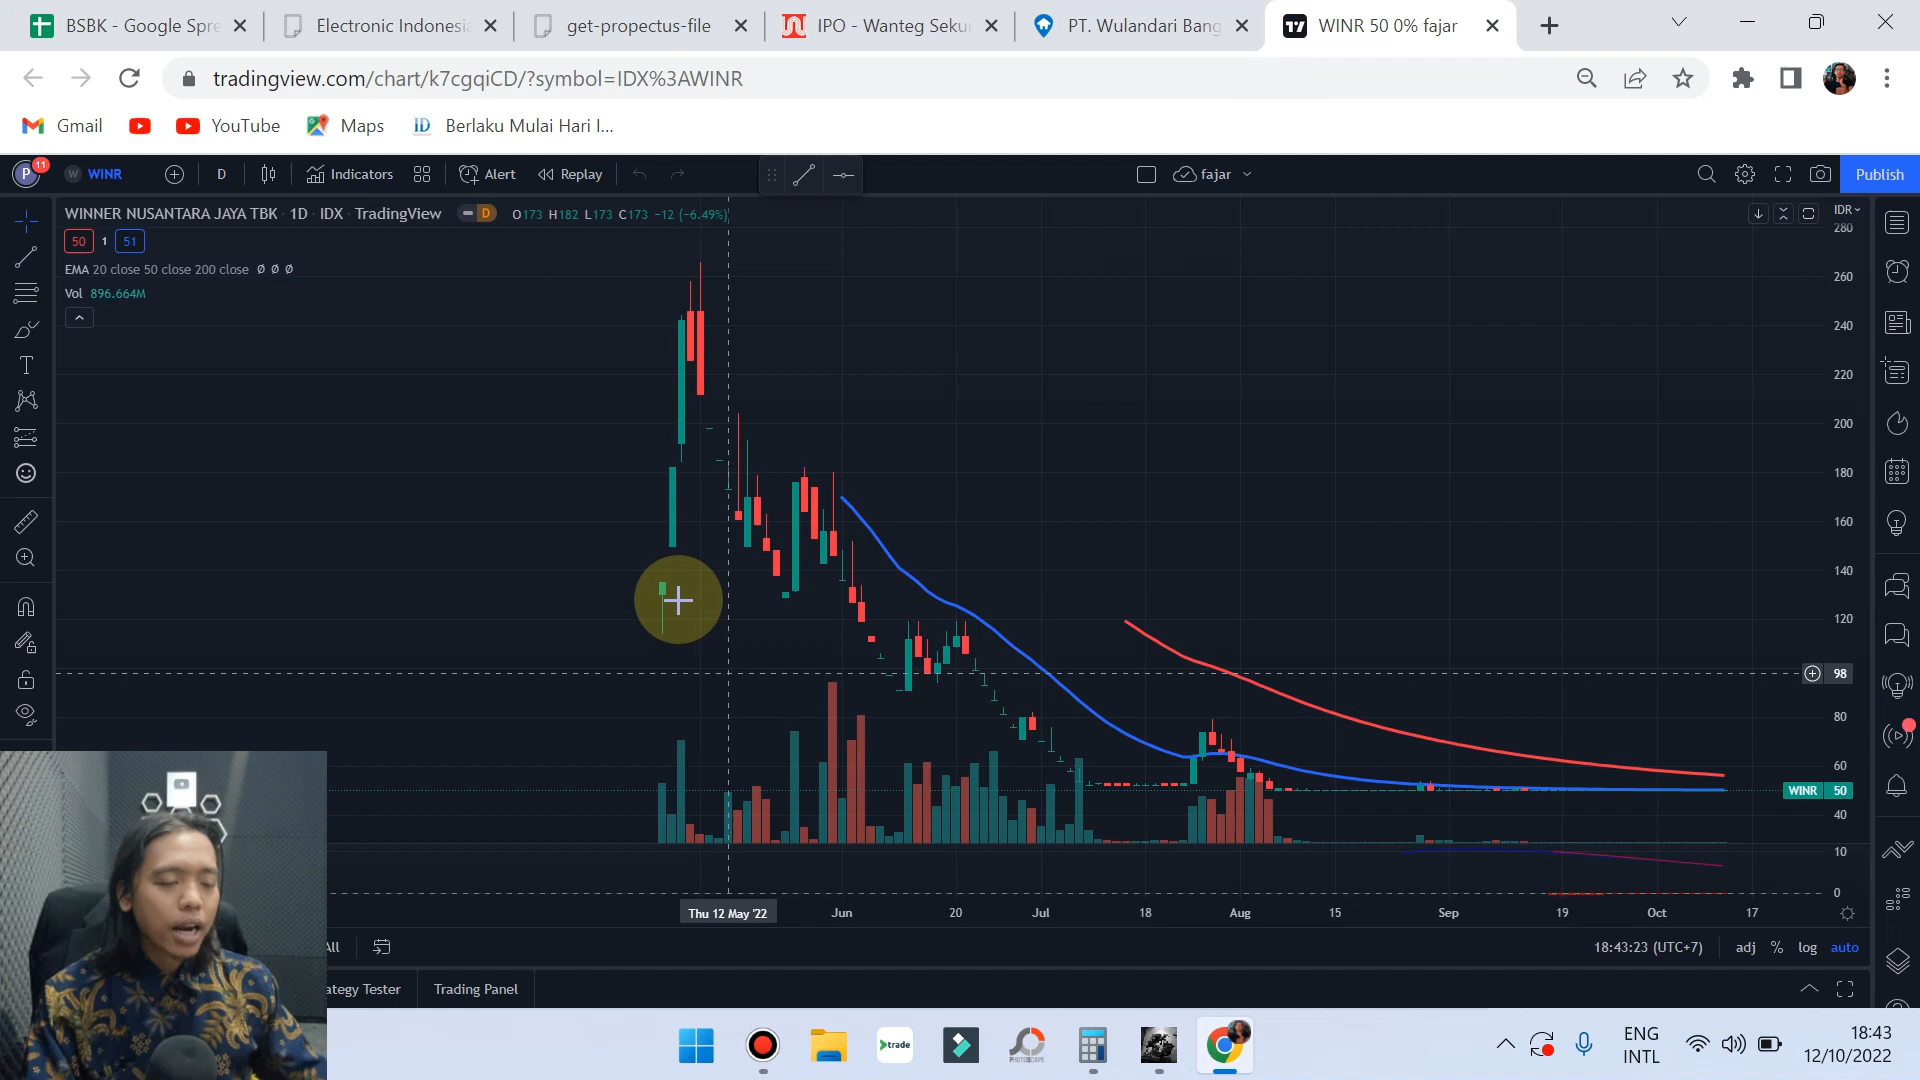 BSBK - Google Spre
Electronic Indonesia
get-propectus-file
IPO - Wanteg Seku
PT. Wulandari Bang
WINR 50 0% fajar
tradingview.com/chart/k7cgqiCD/?symbol=IDX%3AWINR
Gmail
YouTube
Maps
ID Berlaku Mulai Hari I...
P 11
W WINR
D
Indicators
Alert
Replay
fajar
Publish
WINNER NUSANTARA JAYA TBK · 1D · IDX · TradingView
D
O173 H182 L173 C173 -12 (-6.49%)
IDR
50 1 51
EMA 20 close 50 close 200 close Ø Ø Ø
Vol 896.664M
280
260
240
220
200
180
160
140
120
98
80
60
WINR 50
40
10
0
Thu 12 May '22
Jun
20
Jul
18
Aug
15
Sep
19
Oct
17
All
18:43:23 (UTC+7)
adj
%
log
auto
ategy Tester
Trading Panel
trade
PHOTOSCAPE
ENG
INTL
18:43
12/10/2022